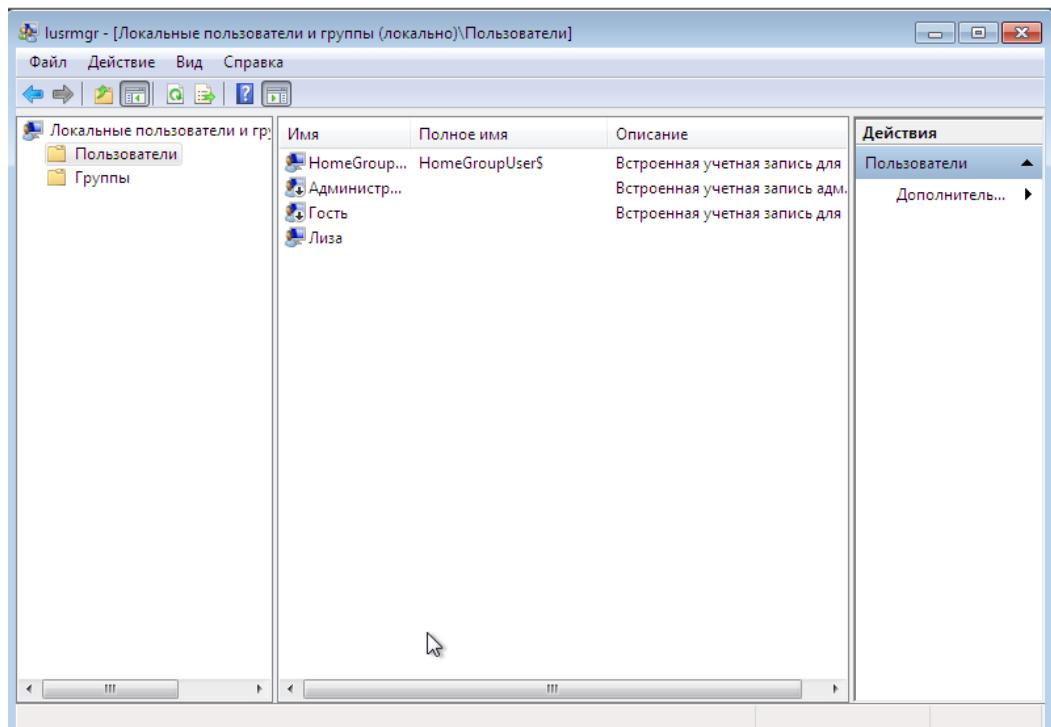 lusrmgr - [Локальные пользователи и группы (локально)\Пользователи]
Файл Действие Вид Справка
Локальные пользователи и гру
Пользователи
Группы
Имя Полное имя Описание
HomeGroup... HomeGroupUser$ Встроенная учетная запись для
Администр... Встроенная учетная запись адм.
Гость Встроенная учетная запись для
Лиза
Действия
Пользователи
Дополнитель...